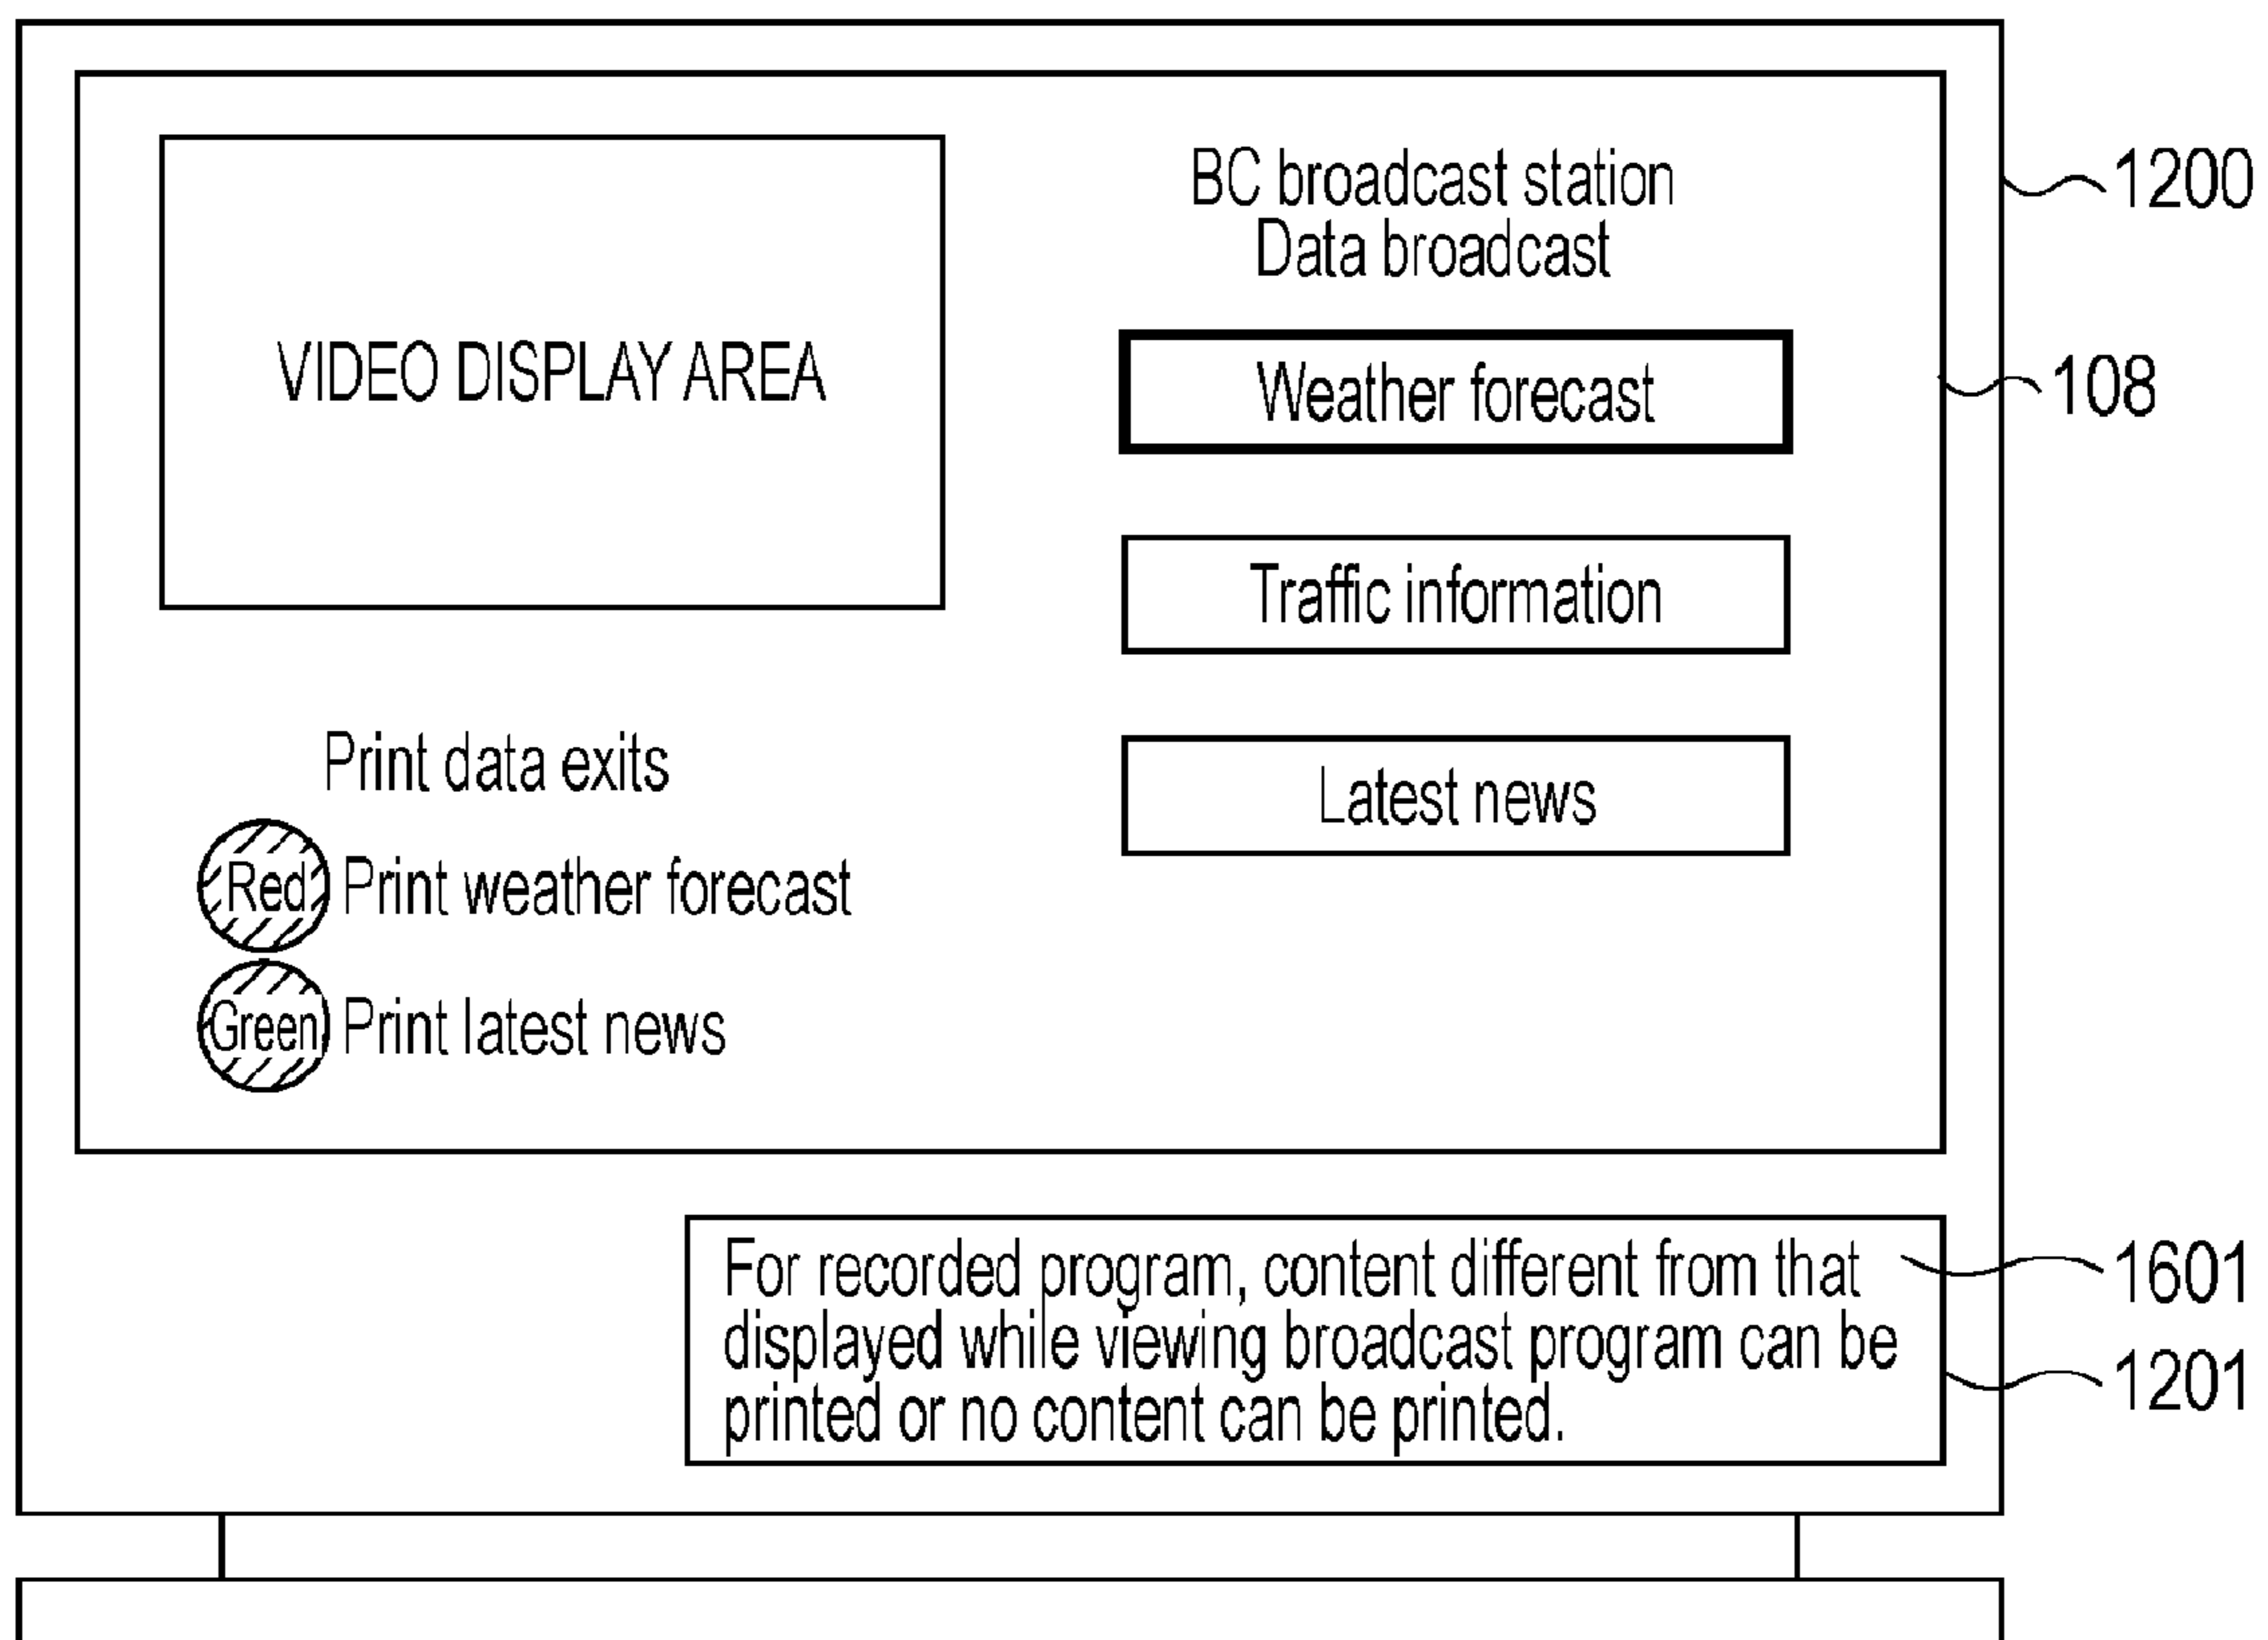 BC broadcast station
Data broadcast
VIDEO DISPLAY AREA
Weather forecast
Traffic information
Latest news
Print data exits
Red Print weather forecast
Green Print latest news
For recorded program, content different from that
displayed while viewing broadcast program can be
printed or no content can be printed.
1200
108
1601
1201